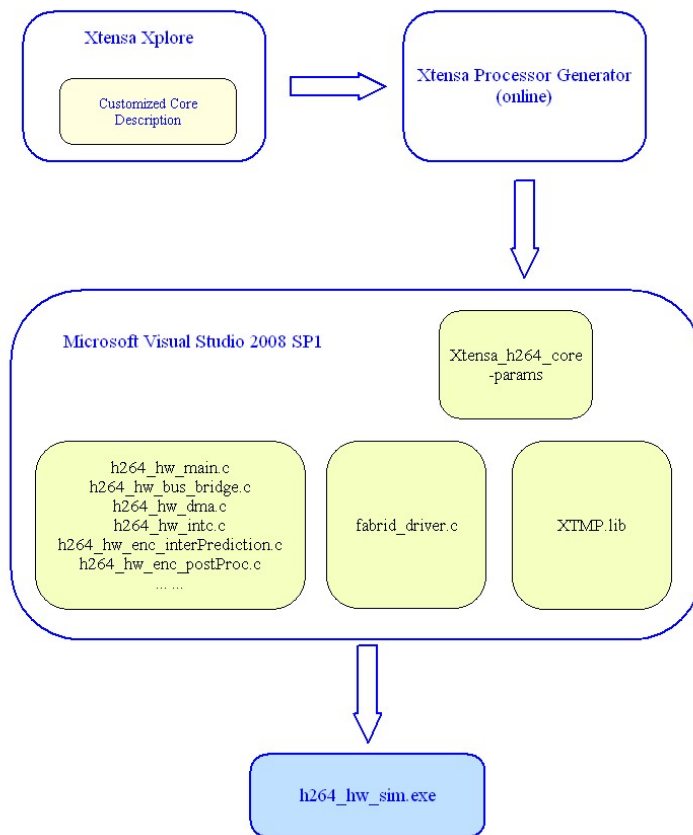 Xtensa Xplore
Customized Core
Description
Xtensa Processor Generator
(online)
Microsoft Visual Studio 2008 SP1
Xtensa_h264_core
-params
h264_hw_main.c
h264_hw_bus_bridge.c
h264_hw_dma.c
h264_hw_intc.c
h264_hw_enc_interPrediction.c
h264_hw_enc_postProc.c
... ...
fabrid_driver.c
XTMP.lib
h264_hw_sim.exe